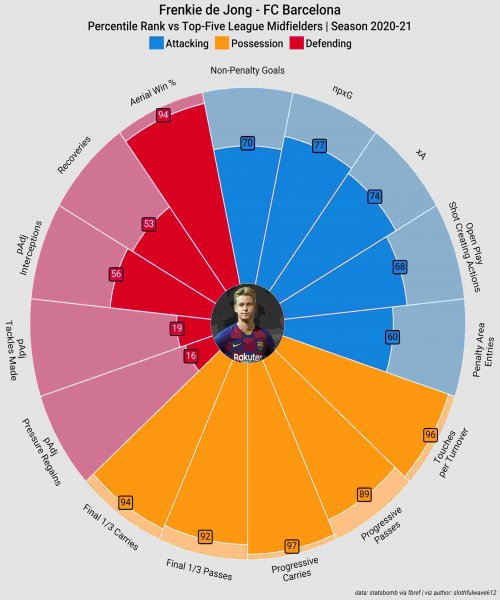 Frenkie de Jong - FC Barcelona
Percentile Rank vs Top-Five League Midfielders | Season 2020-21
Attacking Possession Defending
Non-Penalty Goals
70
npxG
77
xA
74
Open Play
Shot Creating Actions
68
Penalty Area
Entries
60
Touches
per Turnover
96
Progressive
Passes
89
Progressive
Carries
97
Final 1/3 Passes
92
Final 1/3 Carries
94
pAdj
Pressure Regains
16
pAdj
Tackles Made
19
pAdj
Interceptions
56
Recoveries
53
Aerial Win %
94
Rakuten
data: statsbomb via fbref | viz author: slothfulwave612